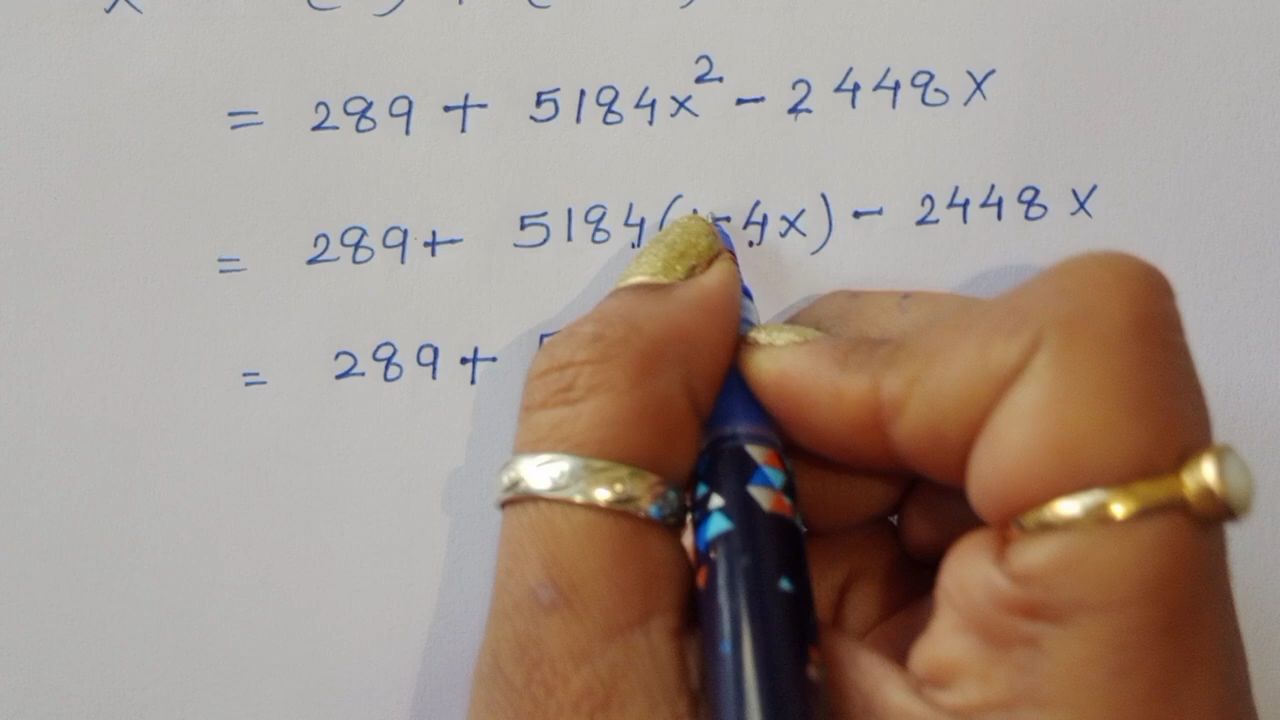 = 289 + 5184x² - 2448x
= 289 + 5184( -4x) - 2448x
= 289 +